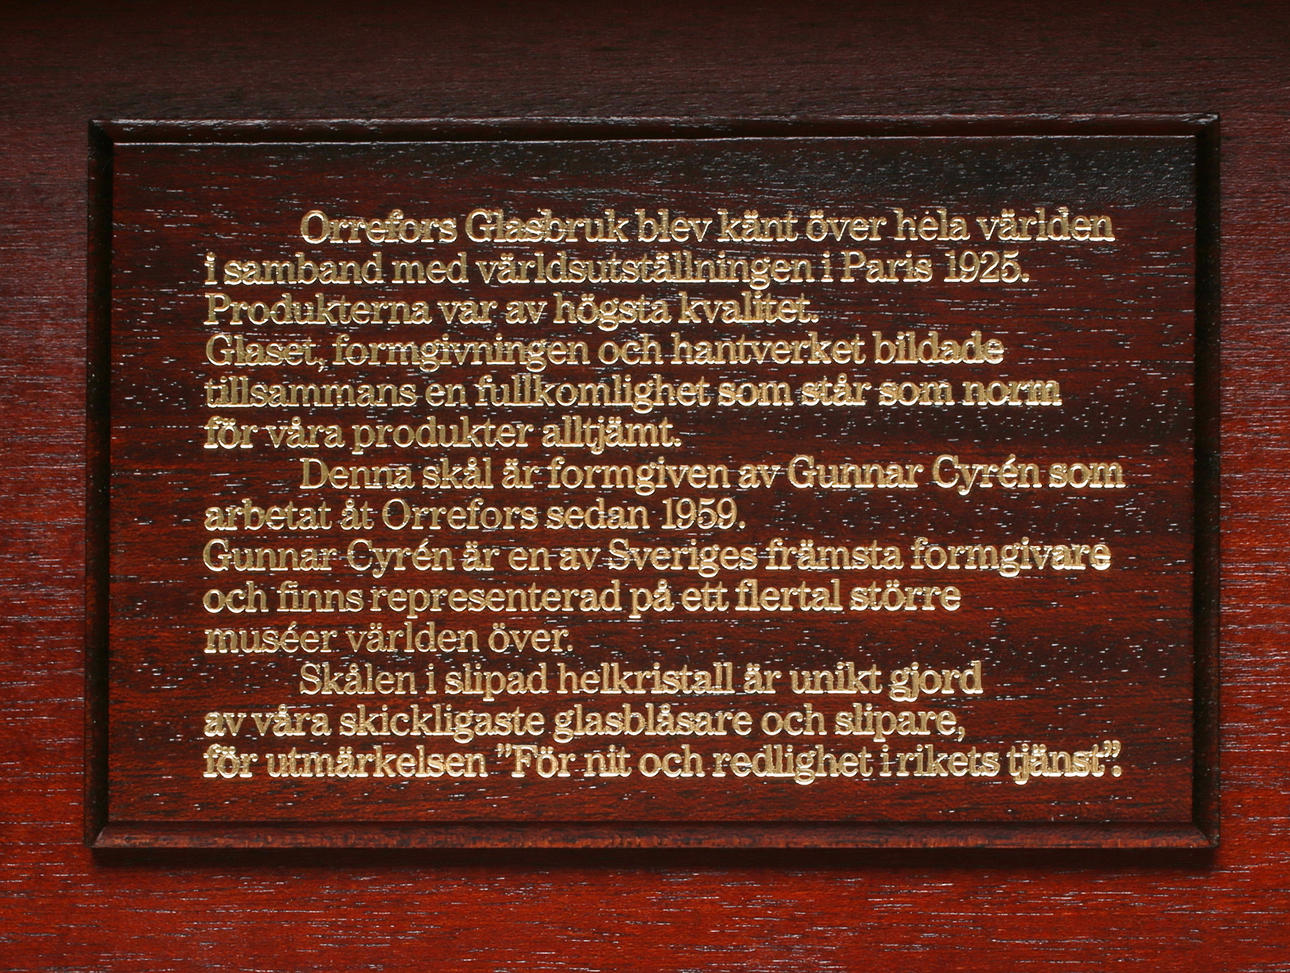 Orrefors Glasbruk blev känt över hela världen
i samband med världsutställningen i Paris 1925.
Produkterna var av högsta kvalitet.
Glaset, formgivningen och hantverket bildade
tillsammans en fullkomlighet som står som norm
för våra produkter alltjämt.
Denna skål är formgiven av Gunnar Cyrén som
arbetat åt Orrefors sedan 1959.
Gunnar Cyrén är en av Sveriges främsta formgivare
och finns representerad på ett flertal större
muséer världen över.
Skålen i slipad helkristall är unikt gjord
av våra skickligaste glasblåsare och slipare,
för utmärkelsen ”För nit och redlighet i rikets tjänst”.